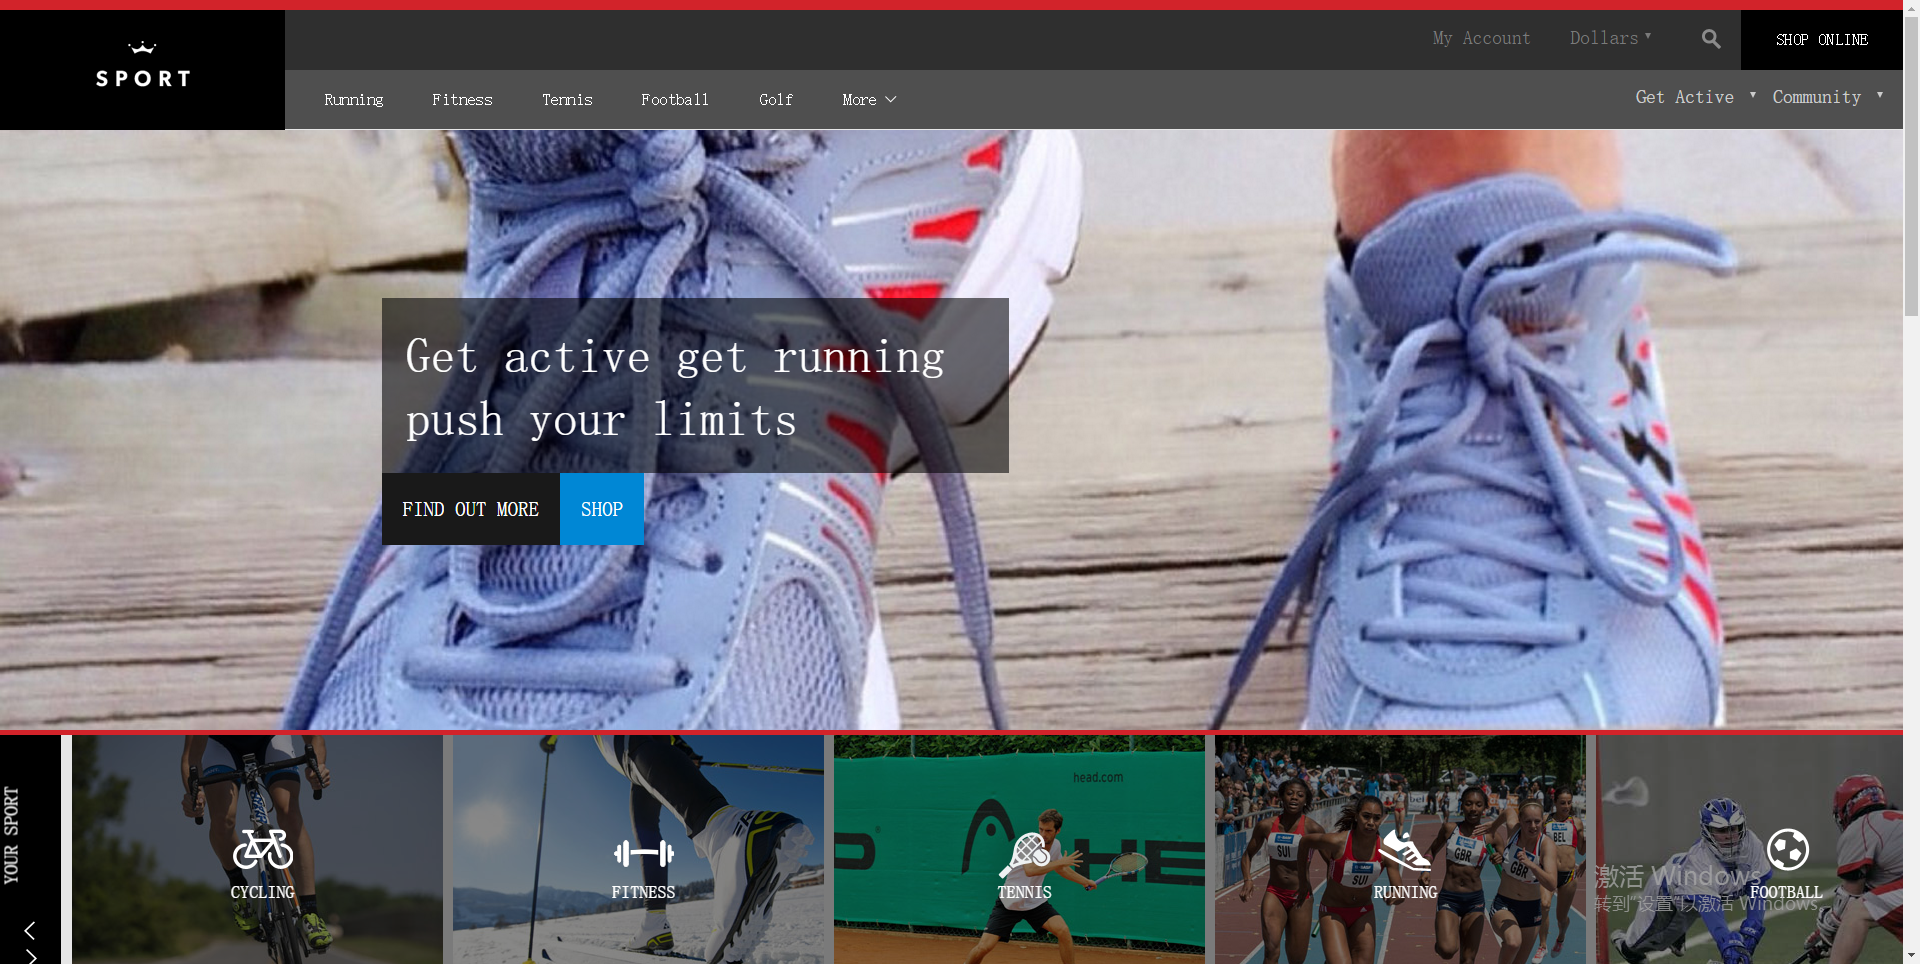 SPORT
My Account
Dollars
SHOP ONLINE
Running
Fitness
Tennis
Football
Golf
More
Get Active
Community
Get active get running
push your limits
FIND OUT MORE
SHOP
YOUR SPORT
CYCLING
FITNESS
head.com
TENNIS
SUI
SUI
GBR
GBR
BEL
RUNNING
FOOTBALL
激活 Windows
转到"设置"以激活 Windows。